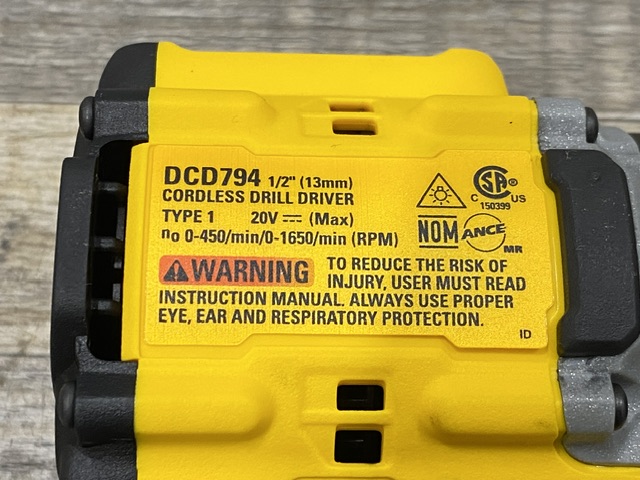 DCD794 1/2" (13mm)
CORDLESS DRILL DRIVER
TYPE 1 20V ⎓ (Max)
no 0-450/min/0-1650/min (RPM)
C SA® C US
150399
NOM ANCE
MR
⚠WARNING TO REDUCE THE RISK OF
INJURY, USER MUST READ
INSTRUCTION MANUAL. ALWAYS USE PROPER
EYE, EAR AND RESPIRATORY PROTECTION.
ID